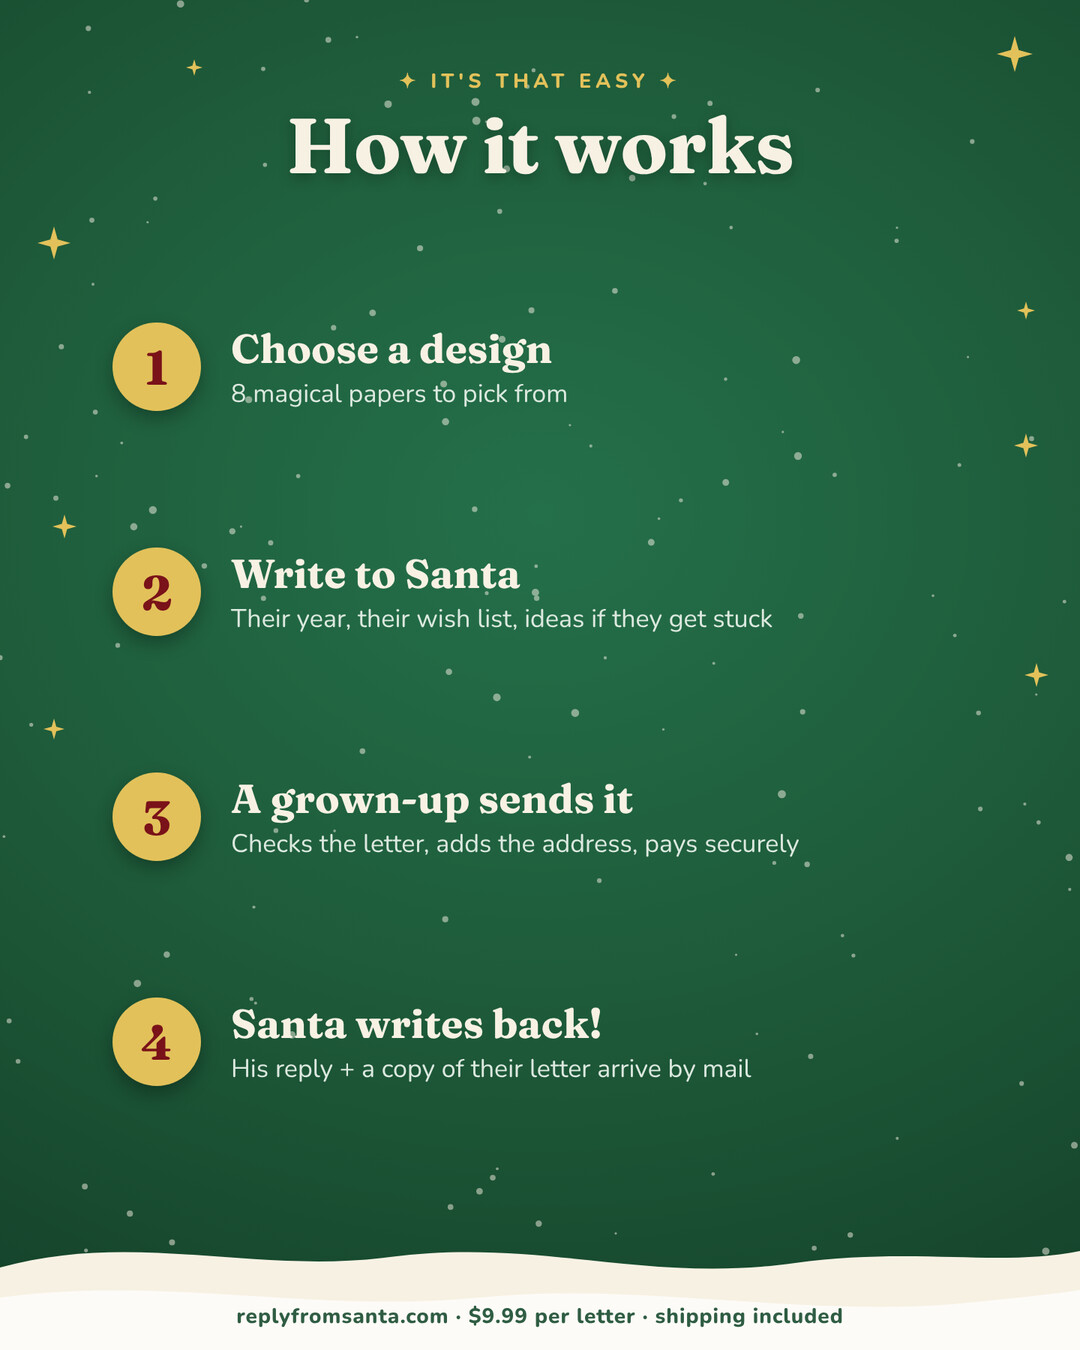 ✦ IT'S THAT EASY ✦
How it works
1
Choose a design
8 magical papers to pick from
2
Write to Santa
Their year, their wish list, ideas if they get stuck
3
A grown-up sends it
Checks the letter, adds the address, pays securely
4
Santa writes back!
His reply + a copy of their letter arrive by mail
replyfromsanta.com · $9.99 per letter · shipping included